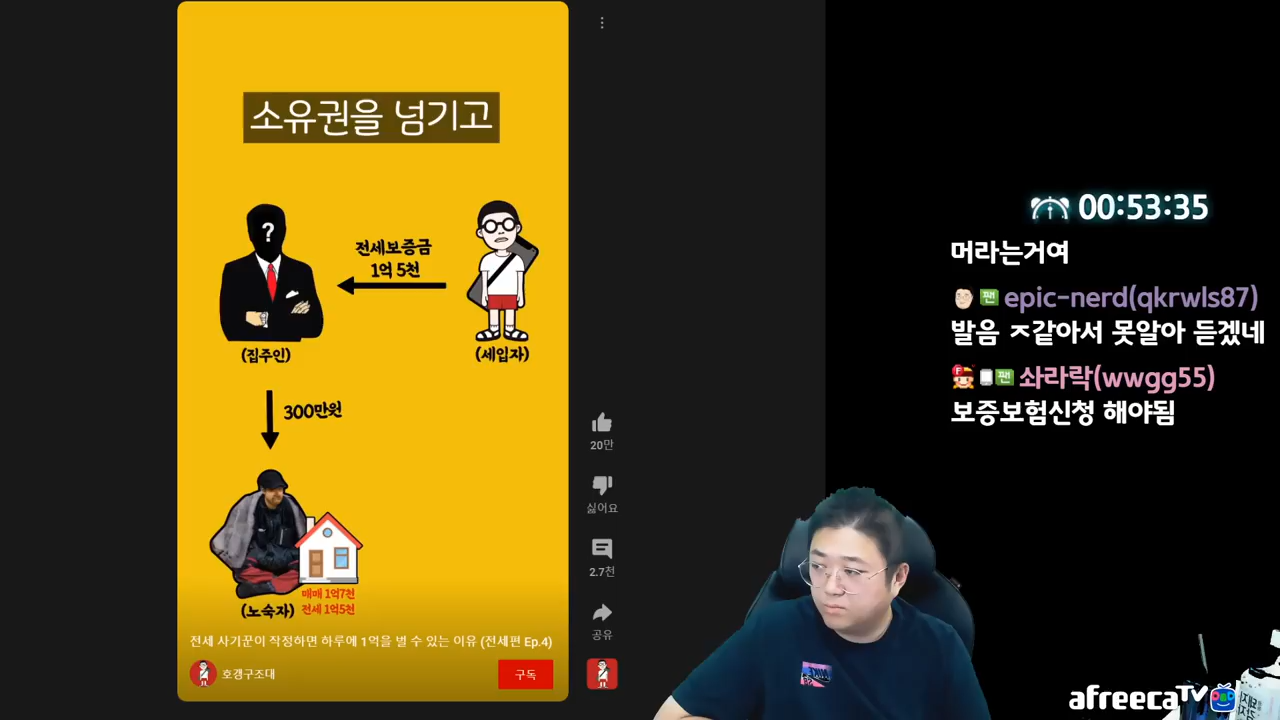 소유권을 넘기고
?
전세보증금
1억 5천
(집주인)
(세입자)
300만원
매매 1억7천
전세 1억5천
(노숙자)
전세 사기꾼이 작정하면 하루에 1억을 벌 수 있는 이유 (전세편 Ep.4)
호갱구조대
구독
20만
싫어요
2.7천
공유
00:53:35
머라는거여
팬 epic-nerd(qkrwls87)
발음 ㅈ같아서 못알아 듣겠네
F 팬 솨라락(wwgg55)
보증보험신청 해야됨
afreecaTV